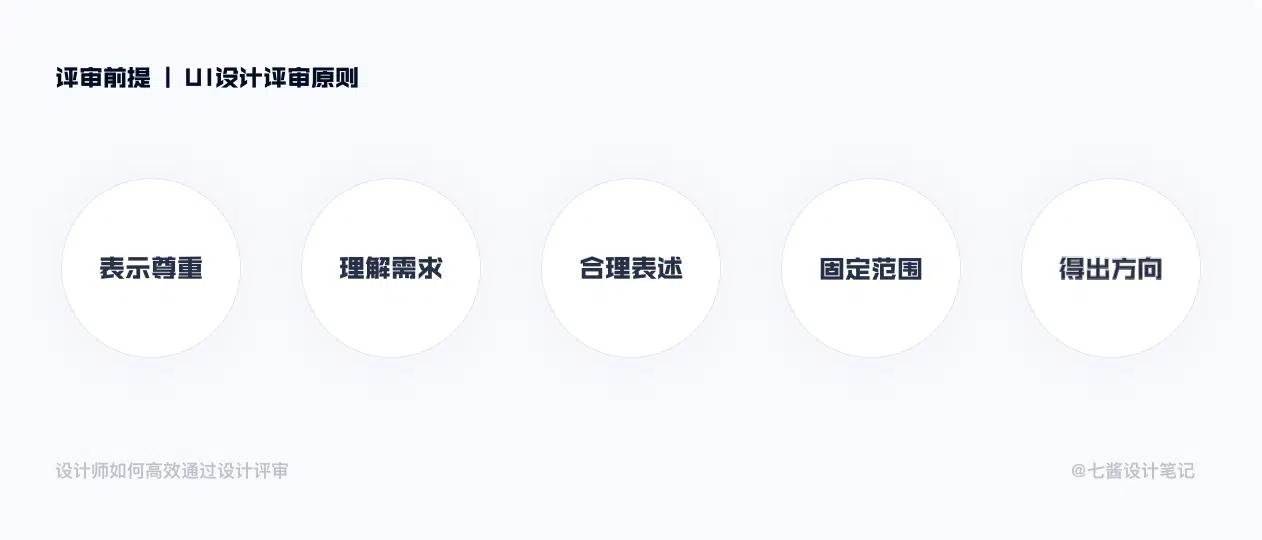 评审前提 | UI设计评审原则
表示尊重
理解需求
合理表述
固定范围
得出方向
设计师如何高效通过设计评审
@七酱设计笔记